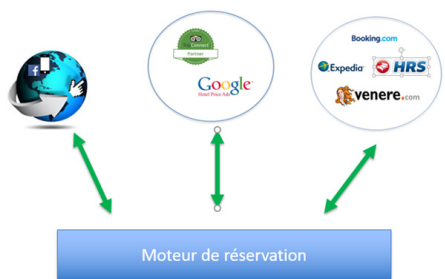 f
Connect
Partner
Google
Hotel Price Ads
Booking.com
Expedia
HRS
venere.com
Moteur de réservation